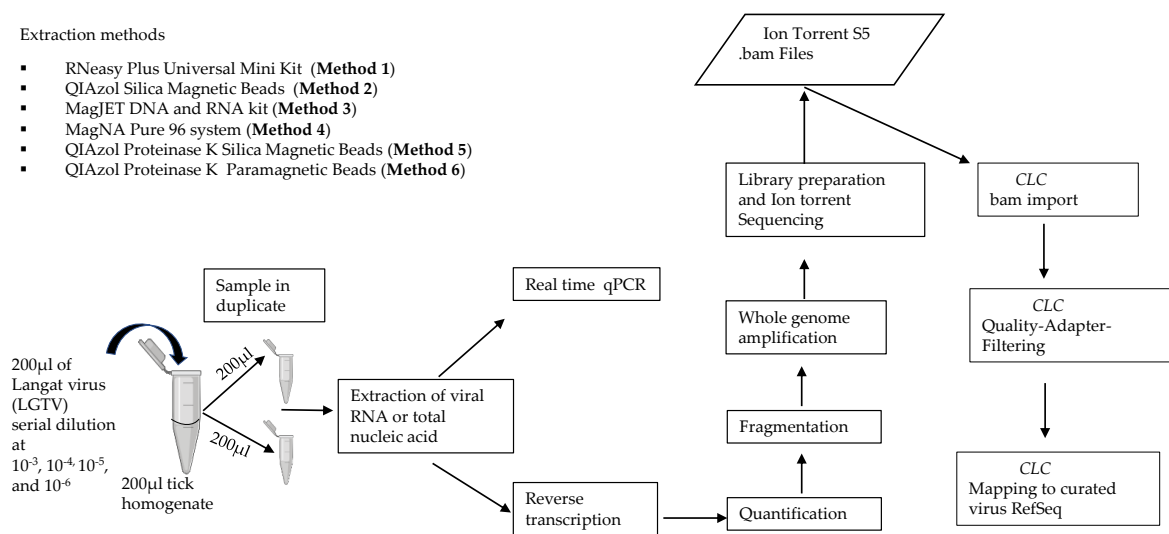 Extraction methods
▪ RNeasy Plus Universal Mini Kit (Method 1)
▪ QIAzol Silica Magnetic Beads (Method 2)
▪ MagJET DNA and RNA kit (Method 3)
▪ MagNA Pure 96 system (Method 4)
▪ QIAzol Proteinase K Silica Magnetic Beads (Method 5)
▪ QIAzol Proteinase K Paramagnetic Beads (Method 6)
200µl of
Langat virus
(LGTV)
serial dilution
at
10⁻³, 10⁻⁴, 10⁻⁵,
and 10⁻⁶
200µl tick
homogenate
Sample in
duplicate
200µl
200µl
Extraction of viral
RNA or total
nucleic acid
Real time qPCR
Reverse
transcription
Quantification
Fragmentation
Whole genome
amplification
Library preparation
and Ion torrent
Sequencing
Ion Torrent S5
.bam Files
CLC
bam import
CLC
Quality-Adapter-
Filtering
CLC
Mapping to curated
virus RefSeq